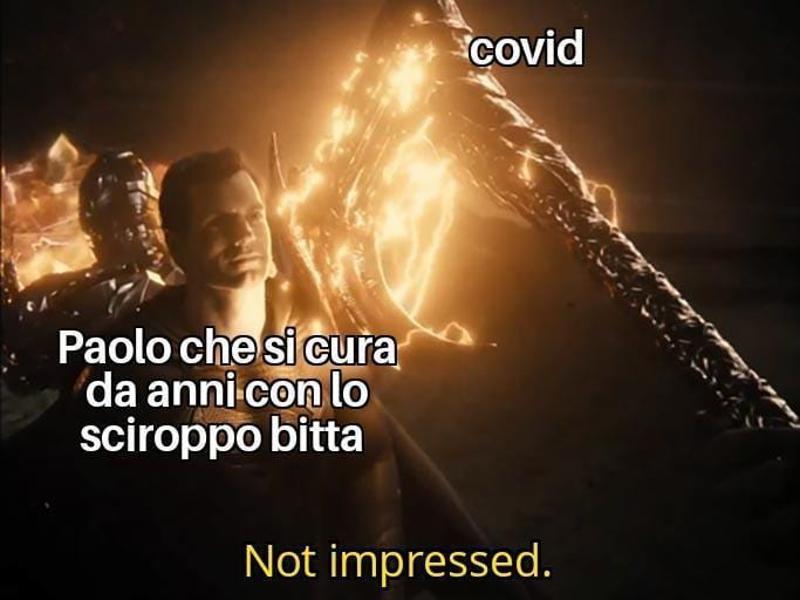 covid
Paolo che si cura
da anni con lo
sciroppo bitta
Not impressed.